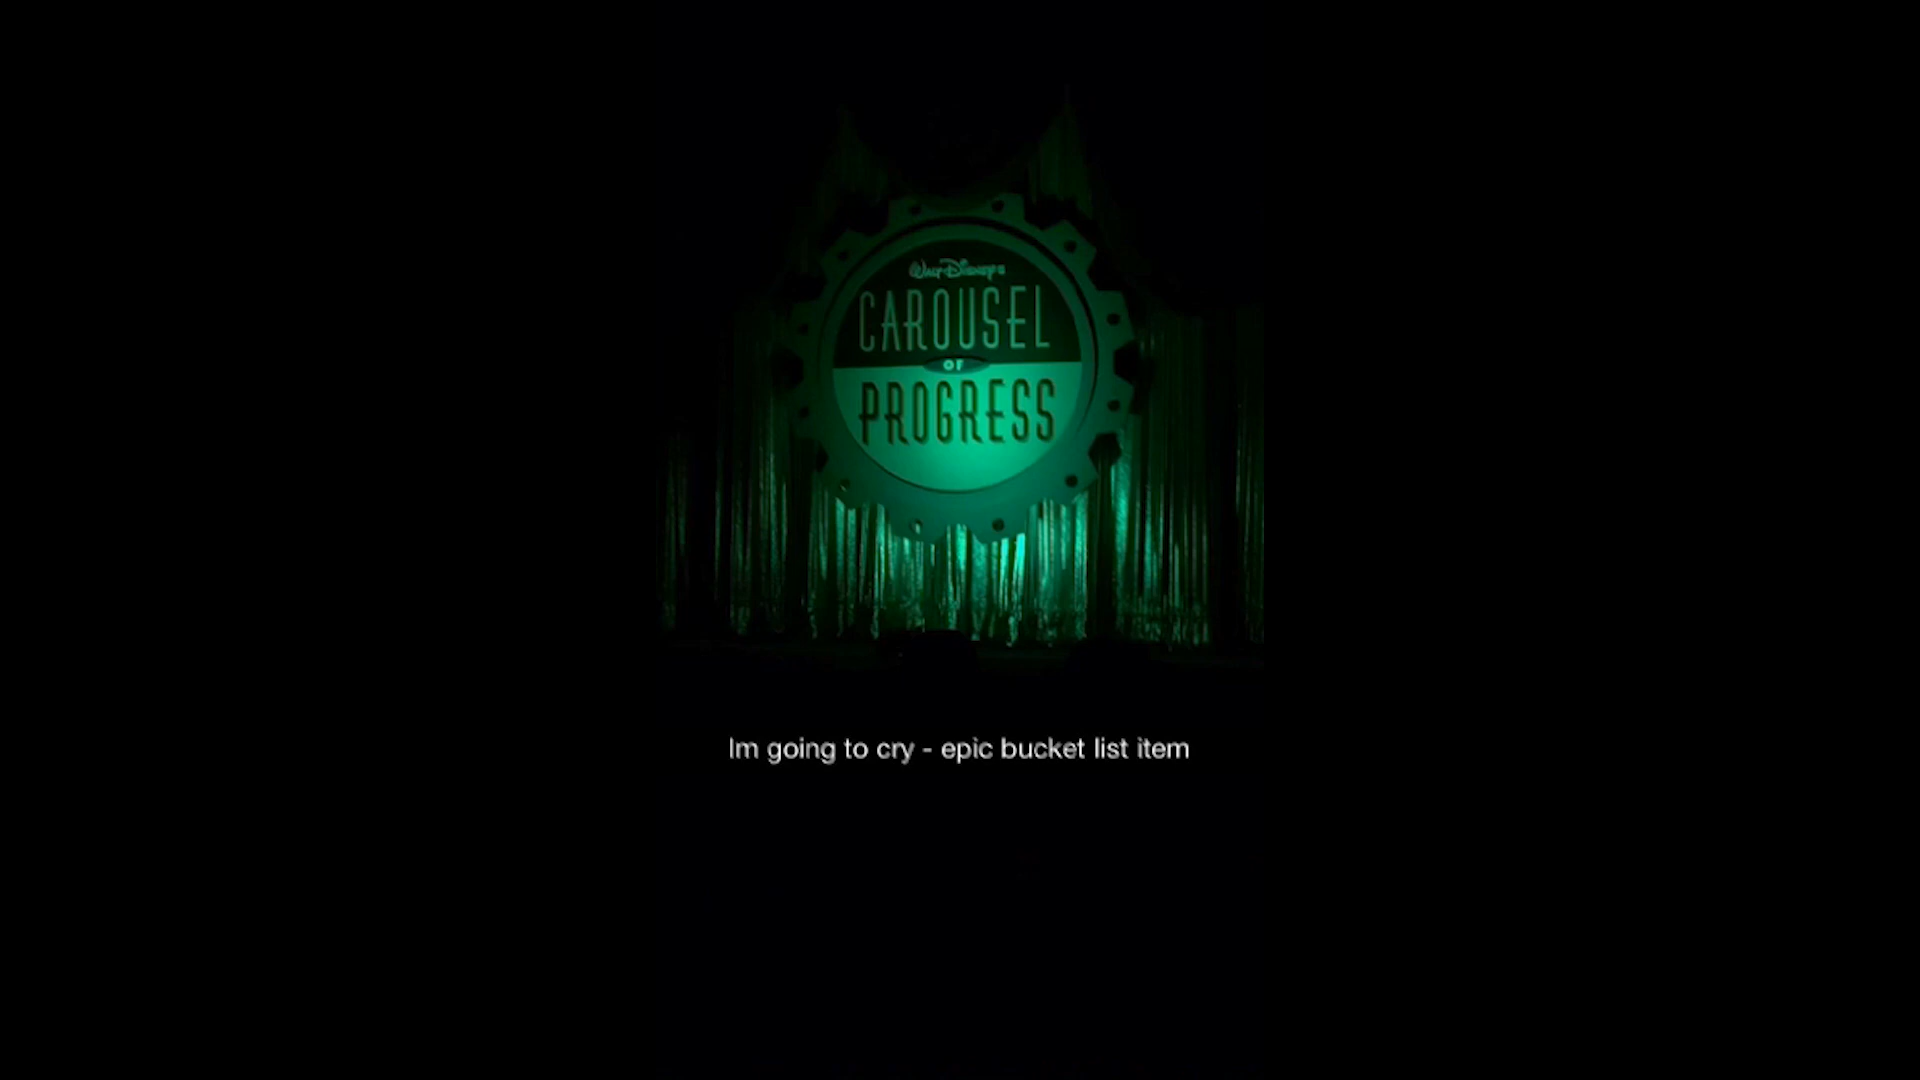 Walt Disney's
CAROUSEL
OF
PROGRESS
Im going to cry - epic bucket list item